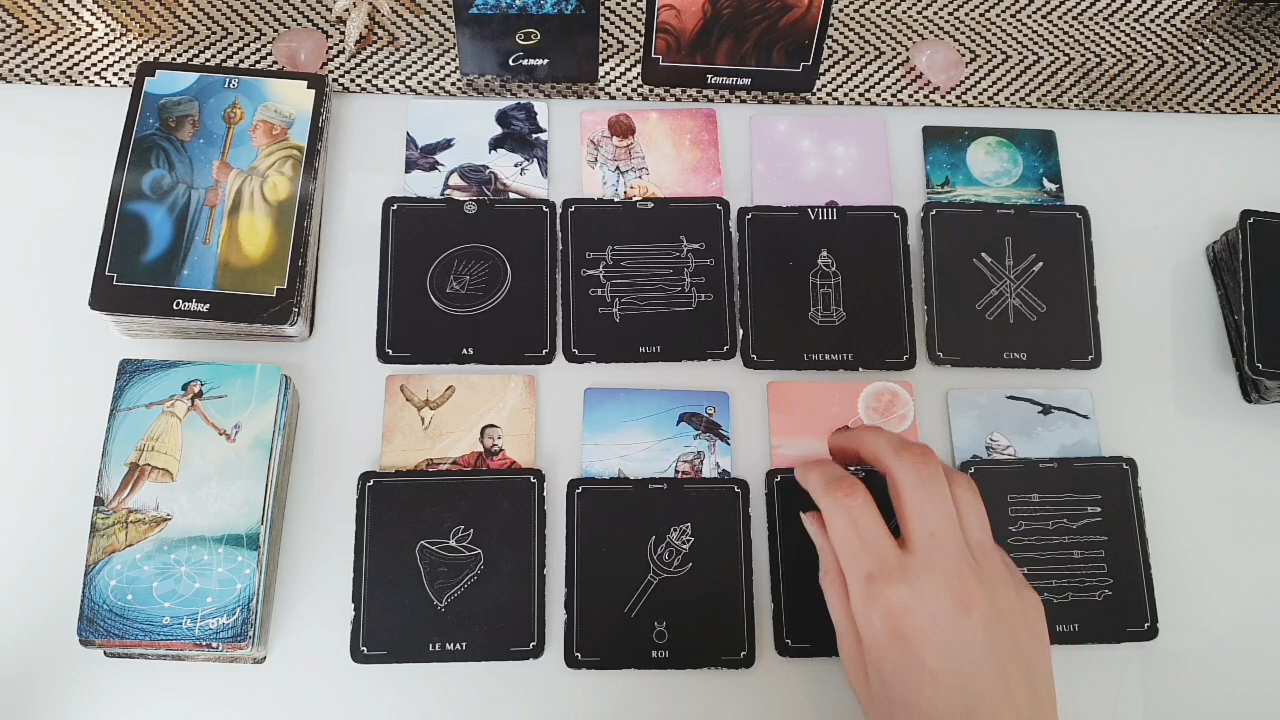 Cancer
Tentation
18
Ombre
AS
HUIT
VIIII
L'HERMITE
CINQ
LE MAT
ROI
HUIT